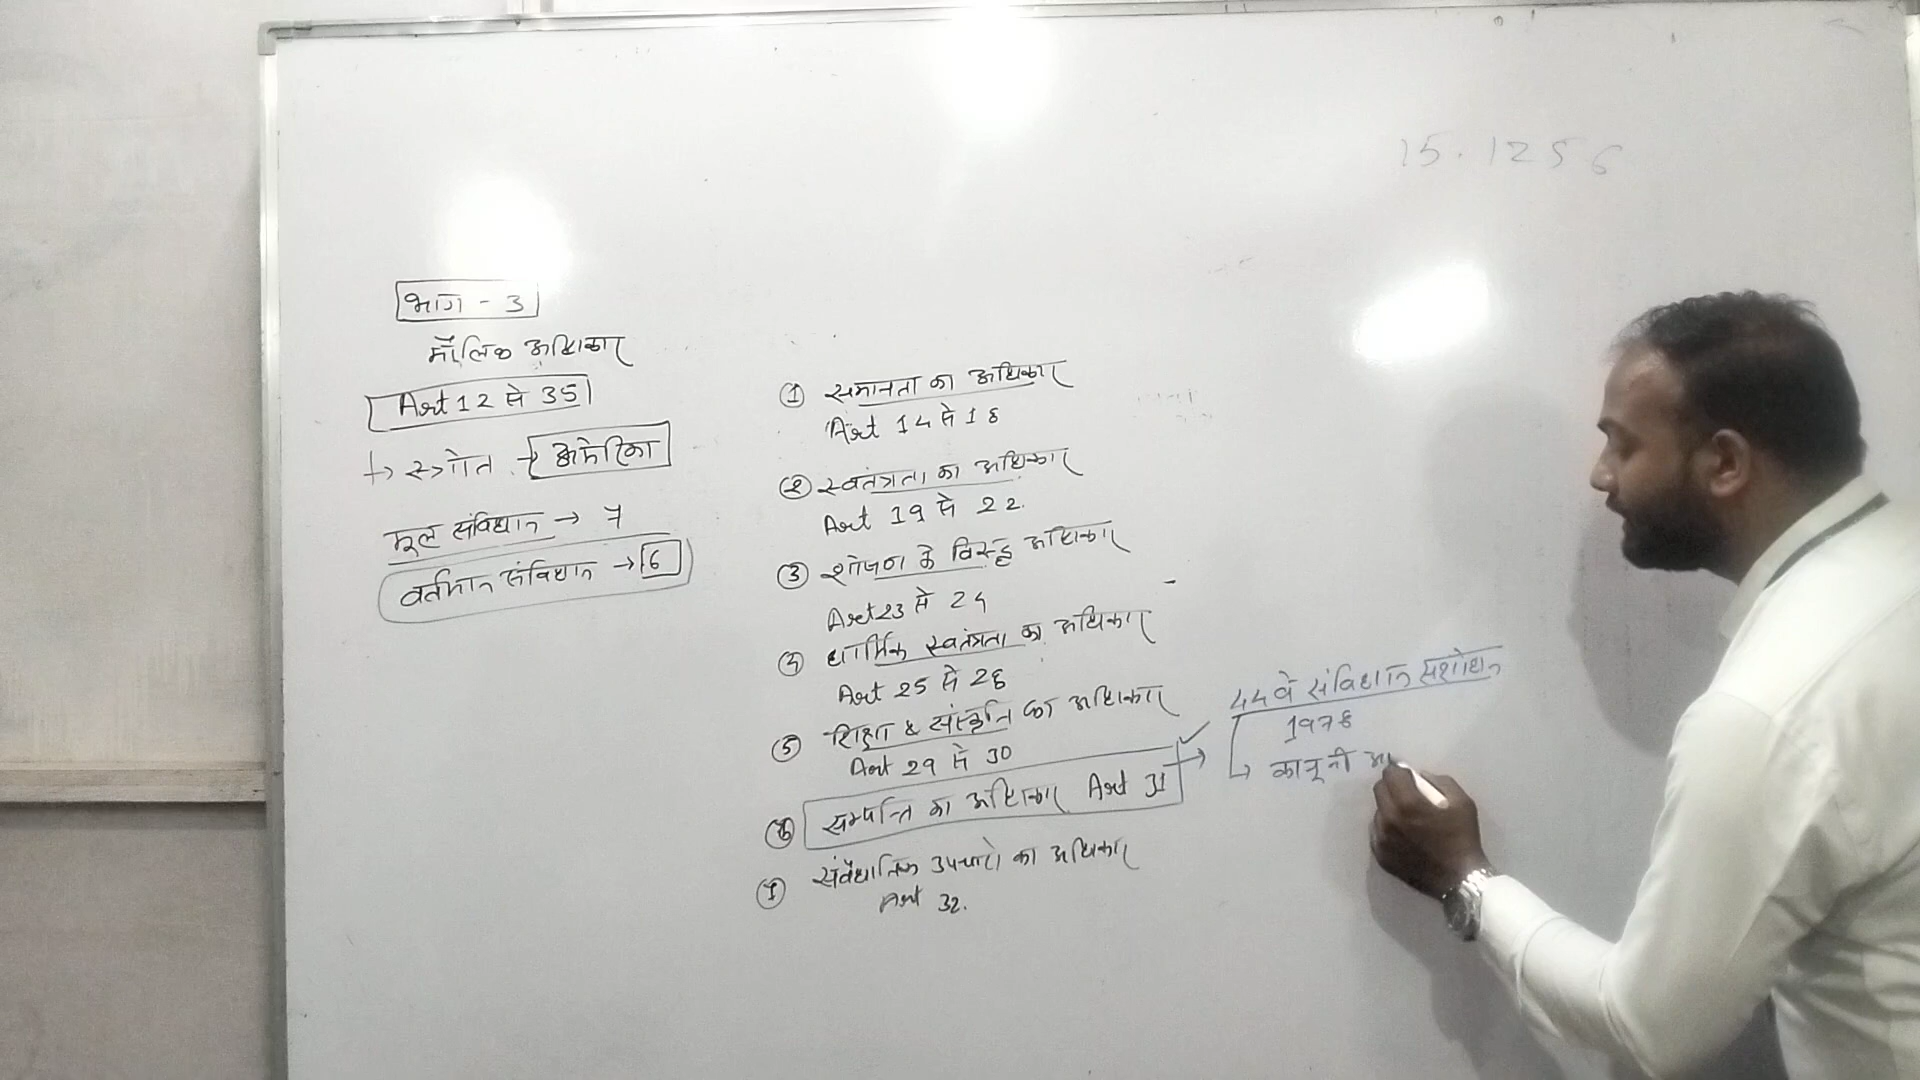 15.1256
भाग - 3
मौलिक अधिकार
Art 12 से 35
स्त्रोत → अमेरिका
मूल संविधान → 7
वर्तमान संविधान → 6
① समानता का अधिकार
Art 14 से 18
② स्वतंत्रता का अधिकार
Art 19 से 22.
③ शोषण के विरुद्ध अधिकार
Art 23 से 24
④ धार्मिक स्वतंत्रता का अधिकार
Art 25 से 28
⑤ शिक्षा & संस्कृति का अधिकार
Art 29 से 30
⑥ सम्पत्ति का अधिकार Art 31
→ 44वे संविधान सशोधन
1978
→ कानूनी
⑦ संवैधानिक उपचारो का अधिकार
Art 32.